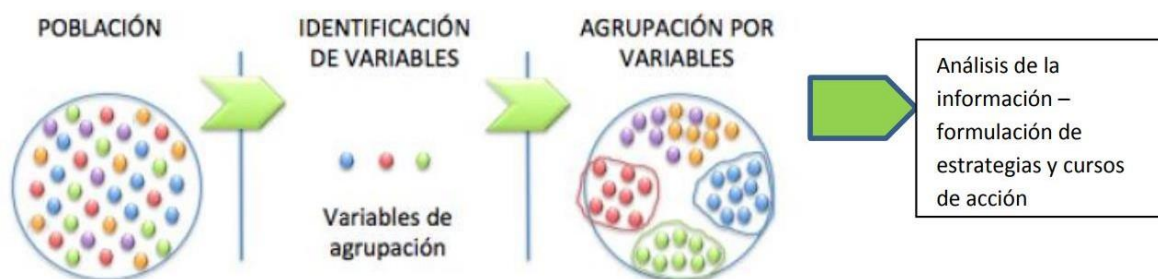 POBLACIÓN
IDENTIFICACIÓN
DE VARIABLES
Variables de
agrupación
AGRUPACIÓN POR
VARIABLES
Análisis de la
información –
formulación de
estrategias y cursos
de acción